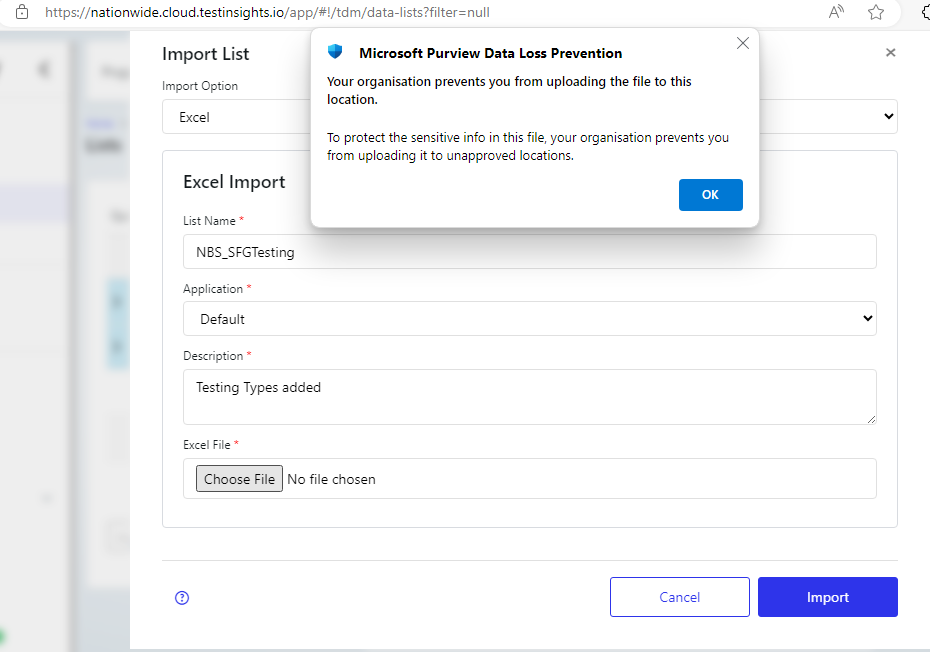 https://nationwide.cloud.testinsights.io/app/#!/tdm/data-lists?filter=null
Import List
Microsoft Purview Data Loss Prevention
Your organisation prevents you from uploading the file to this
location.
To protect the sensitive info in this file, your organisation prevents you
from uploading it to unapproved locations.
OK
Import Option
Excel
Excel Import
List Name *
NBS_SFGTesting
Application *
Default
Description *
Testing Types added
Excel File *
Choose File No file chosen
Cancel
Import